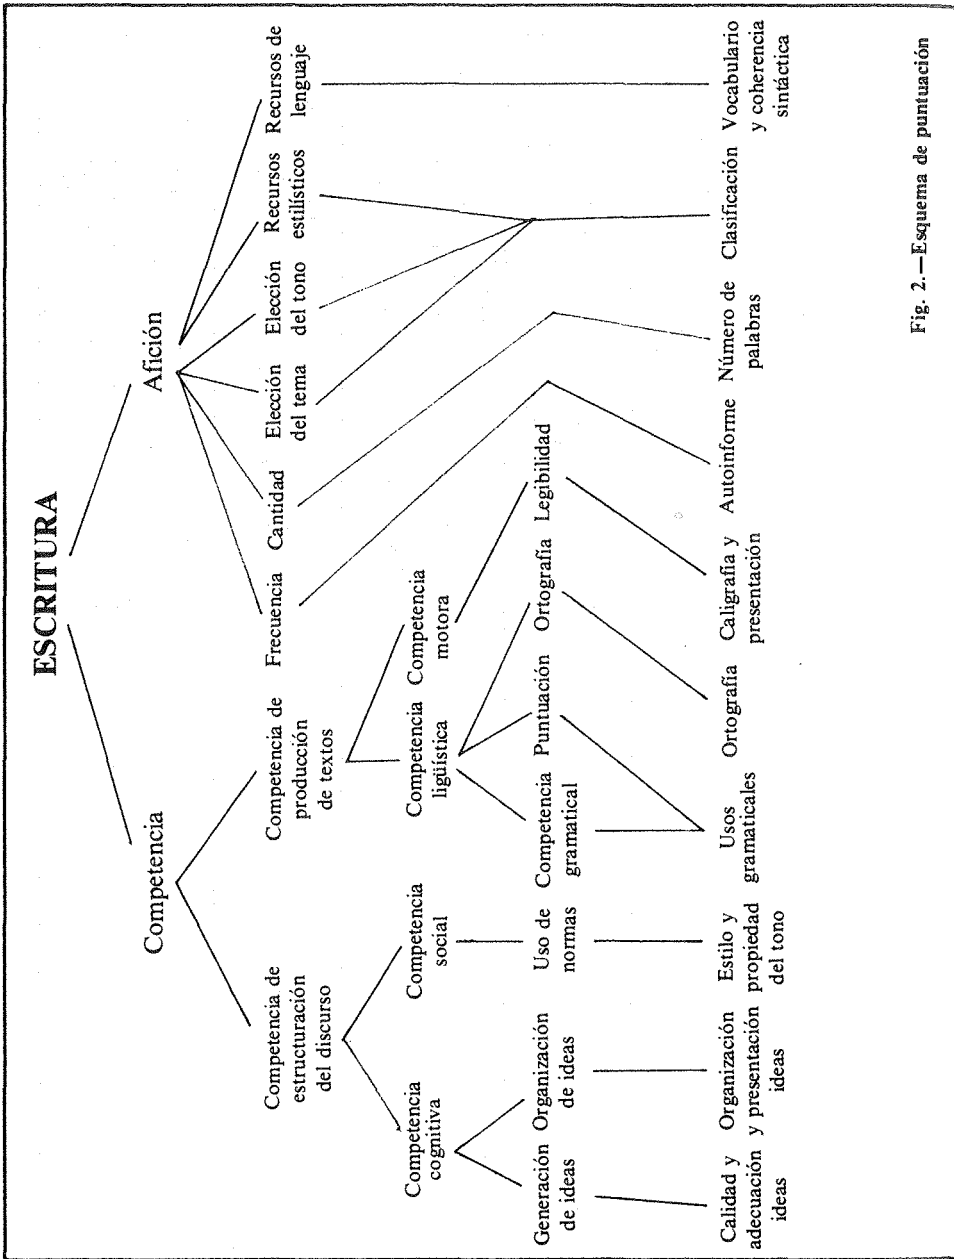 ESCRITURA
Competencia
Afición
Competencia de
estructuración
del discurso
Competencia de
producción
de textos
Frecuencia
Cantidad
Elección
del tema
Elección
del tono
Recursos
estilísticos
Recursos de
lenguaje
Competencia
cognitiva
Competencia
social
Competencia
ligüística
Competencia
motora
Generación
de ideas
Organización
de ideas
Uso de
normas
Competencia
gramatical
Puntuación
Ortografía
Legibilidad
Calidad y
adecuación
ideas
Organización
y presentación
ideas
Estilo y
propiedad
del tono
Usos
gramaticales
Ortografía
Caligrafía y
presentación
Autoinforme
Número de
palabras
Clasificación
Vocabulario
y coherencia
sintáctica
Fig. 2.—Esquema de puntuación